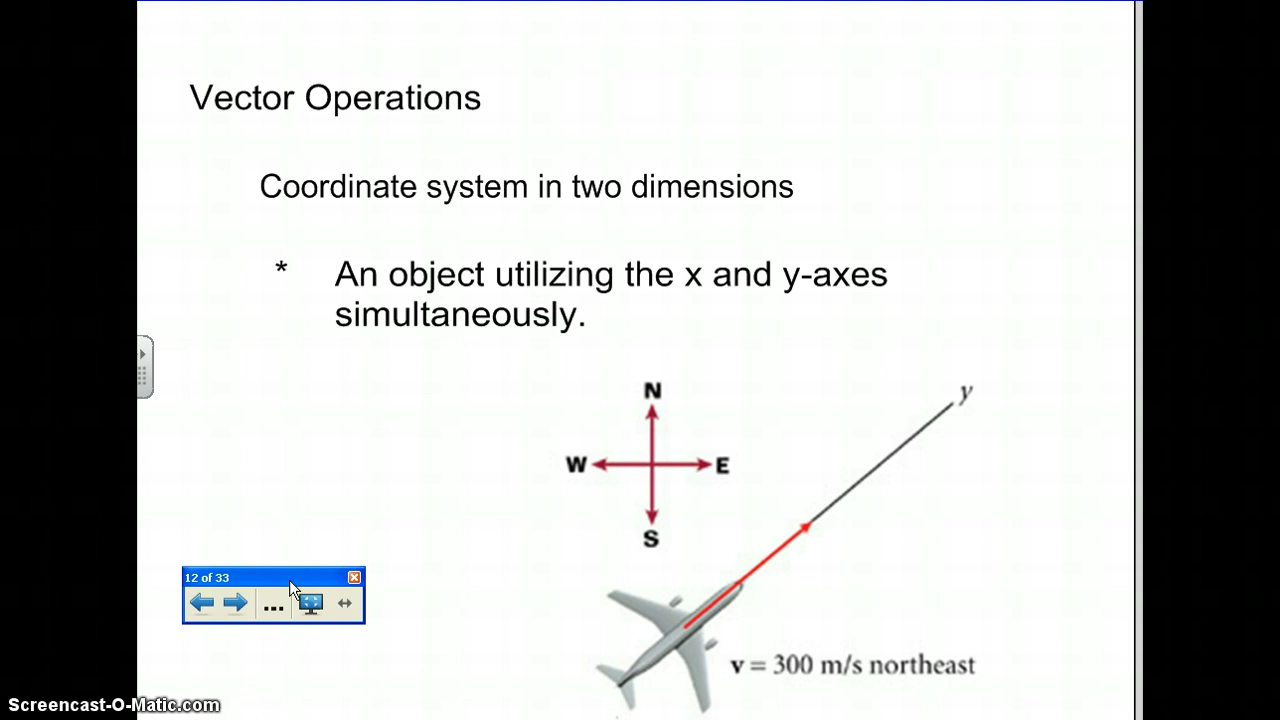 Vector Operations
Coordinate system in two dimensions
* An object utilizing the x and y-axes
simultaneously.
N
y
W E
S
12 of 33
...
v = 300 m/s northeast
Screencast-O-Matic.com